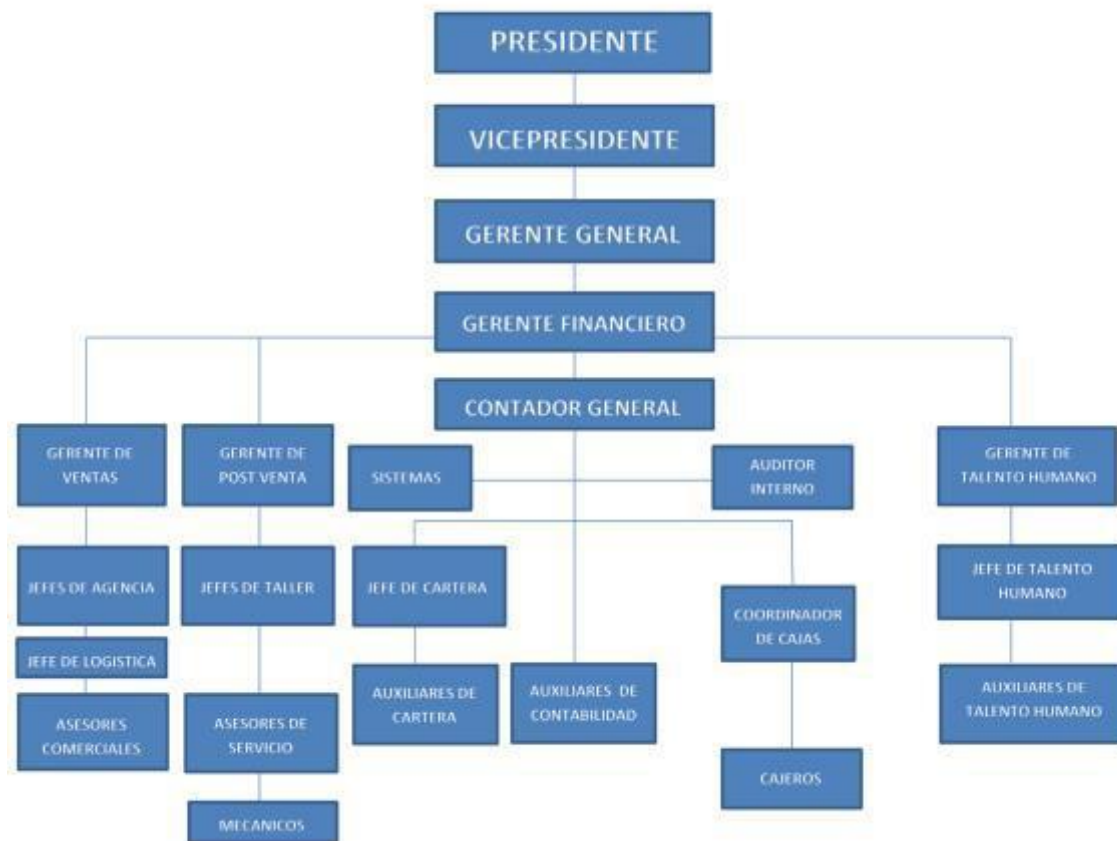 PRESIDENTE
VICEPRESIDENTE
GERENTE GENERAL
GERENTE FINANCIERO
CONTADOR GENERAL
GERENTE DE
VENTAS
GERENTE DE
POST VENTA
SISTEMAS
AUDITOR
INTERNO
GERENTE DE
TALENTO HUMANO
JEFES DE AGENCIA
JEFES DE TALLER
JEFE DE CARTERA
COORDINADOR
DE CAJAS
JEFE DE TALENTO
HUMANO
JEFE DE LOGISTICA
ASESORES
COMERCIALES
ASESORES DE
SERVICIO
AUXILIARES DE
CARTERA
AUXILIARES DE
CONTABILIDAD
CAJEROS
AUXILIARES DE
TALENTO HUMANO
MECANICOS